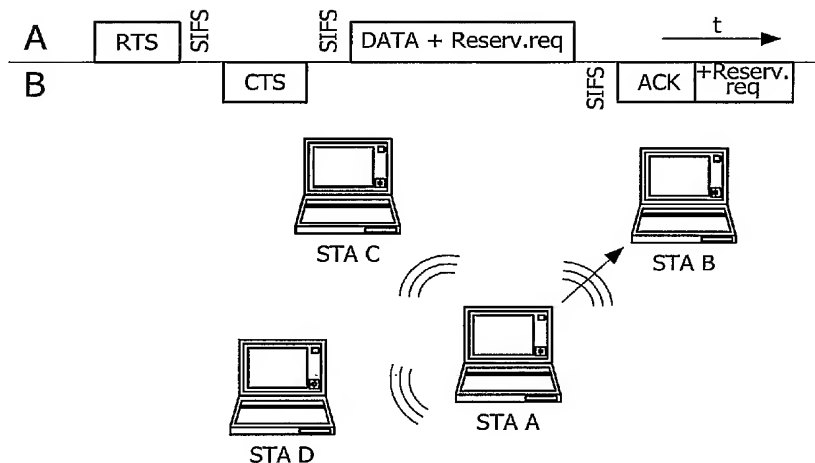 A
RTS
SIFS
SIFS
DATA + Reserv.req
t
B
CTS
SIFS
ACK
+Reserv.
req
STA C
STA B
STA D
STA A